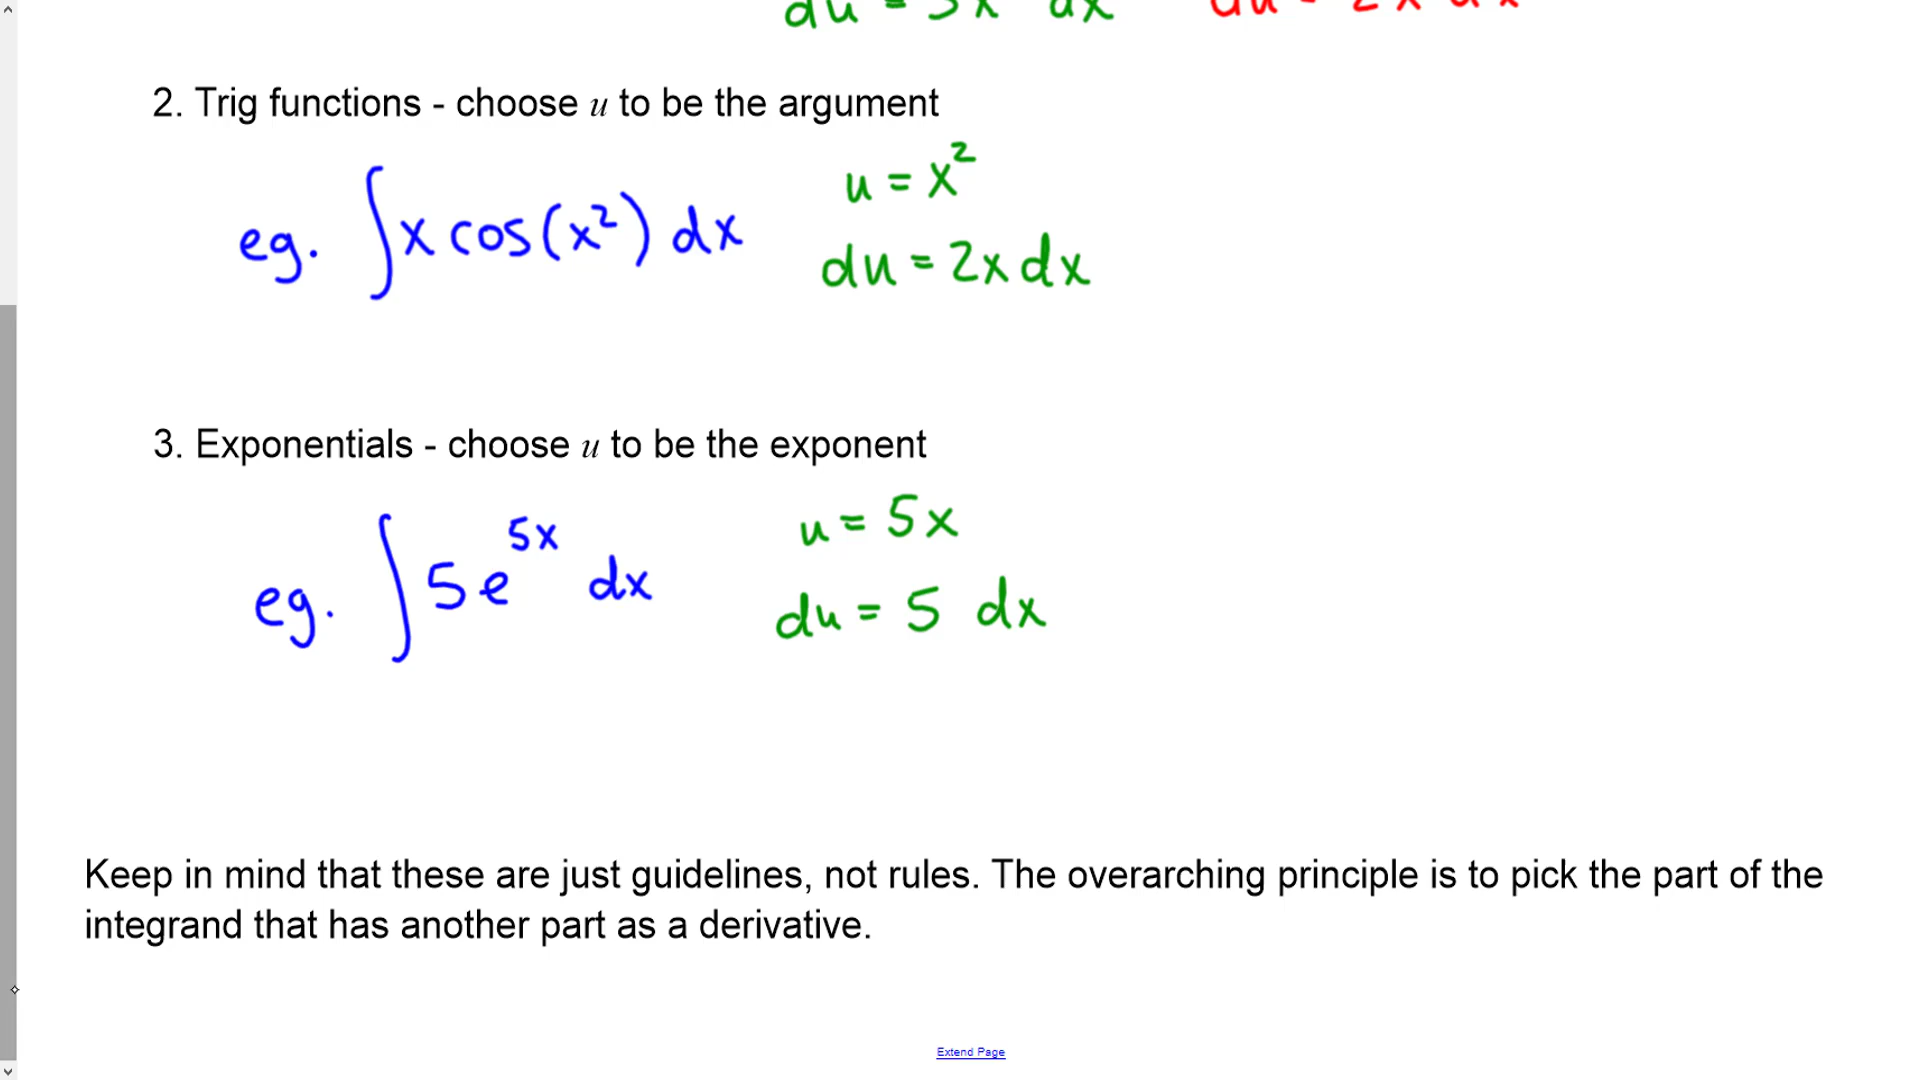 2. Trig functions - choose u to be the argument
eg. ∫x cos(x²) dx
u = x²
du = 2x dx
3. Exponentials - choose u to be the exponent
eg. ∫5e^5x dx
u = 5x
du = 5 dx
Keep in mind that these are just guidelines, not rules. The overarching principle is to pick the part of the
integrand that has another part as a derivative.
Extend Page